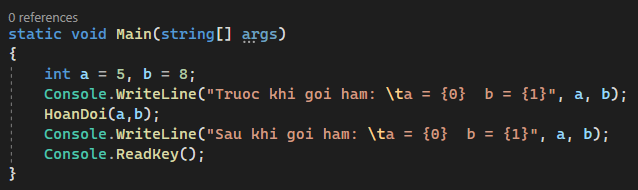 0 references
static void Main(string[] args)
{
int a = 5, b = 8;
Console.WriteLine("Truoc khi goi ham: \ta = {0}  b = {1}", a, b);
HoanDoi(a,b);
Console.WriteLine("Sau khi goi ham: \ta = {0}  b = {1}", a, b);
Console.ReadKey();
}